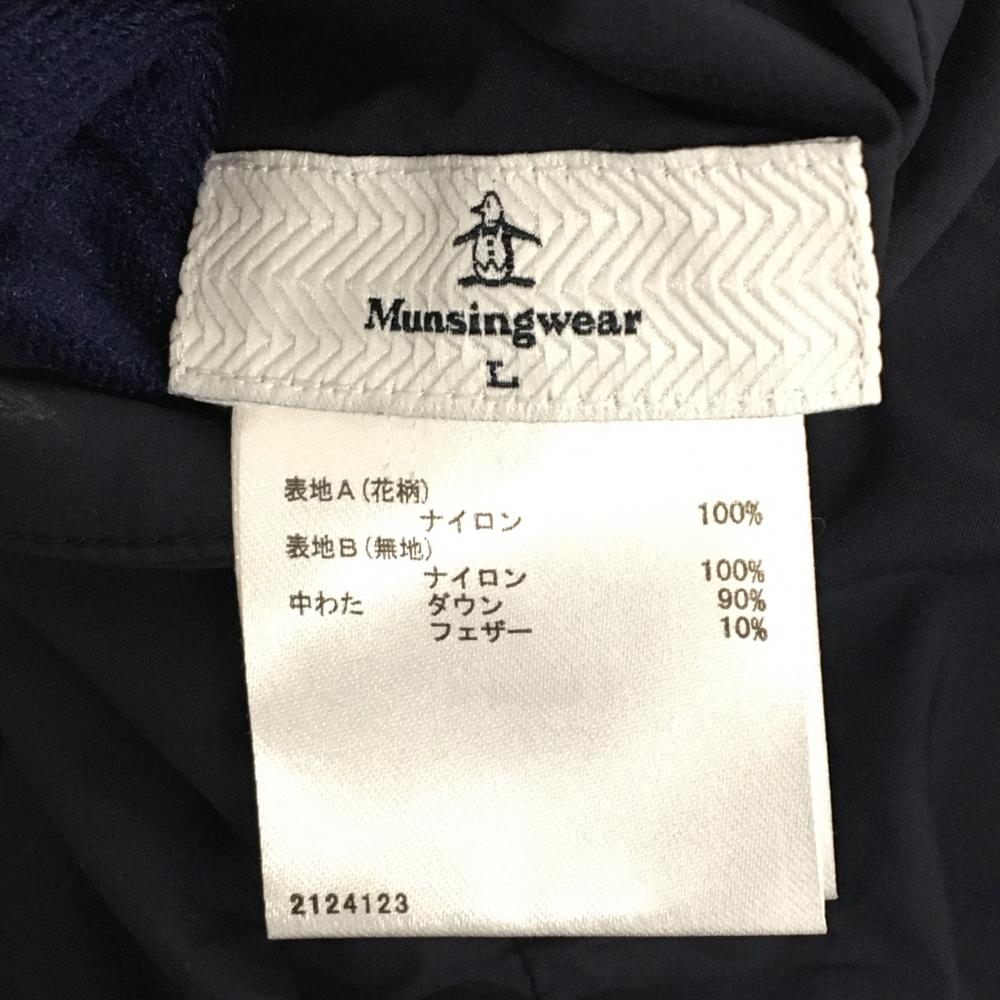 Munsingwear
L
表地A(花柄)
ナイロン 100%
表地B(無地)
ナイロン 100%
中わた ダウン 90%
フェザー 10%
2124123